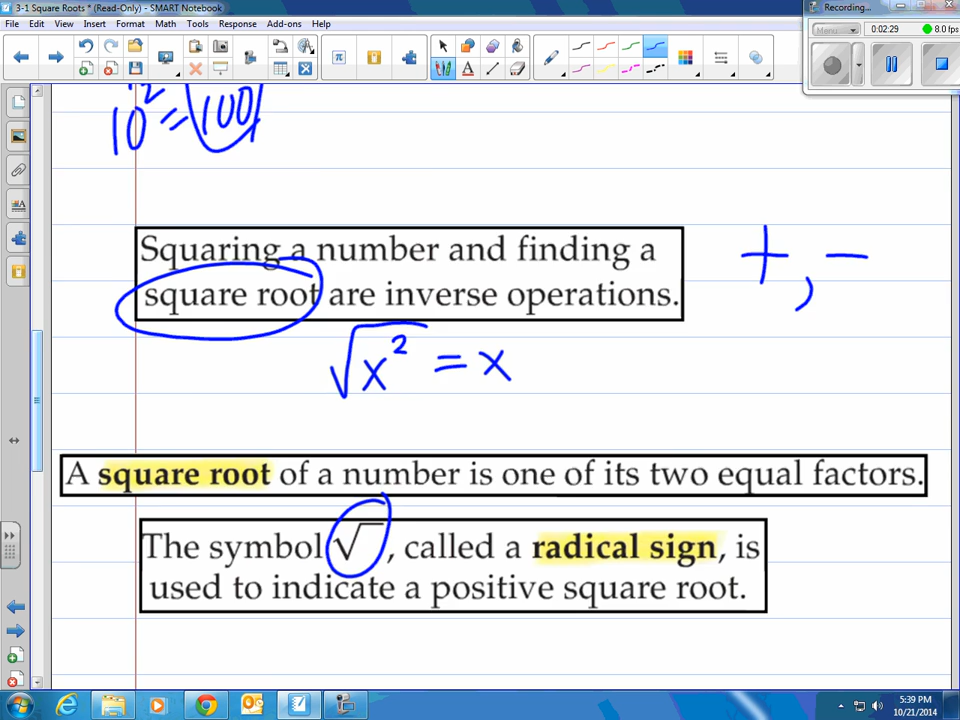 3-1 Square Roots * (Read-Only) - SMART Notebook
Recording...
File Edit View Insert Format Math Tools Response Add-ons Help
Menu 00:02:29 8.0 fps
10² = 100
Squaring a number and finding a
square root are inverse operations.
+ , −
√x² = x
A square root of a number is one of its two equal factors.
The symbol √, called a radical sign, is
used to indicate a positive square root.
5:39 PM
10/21/2014